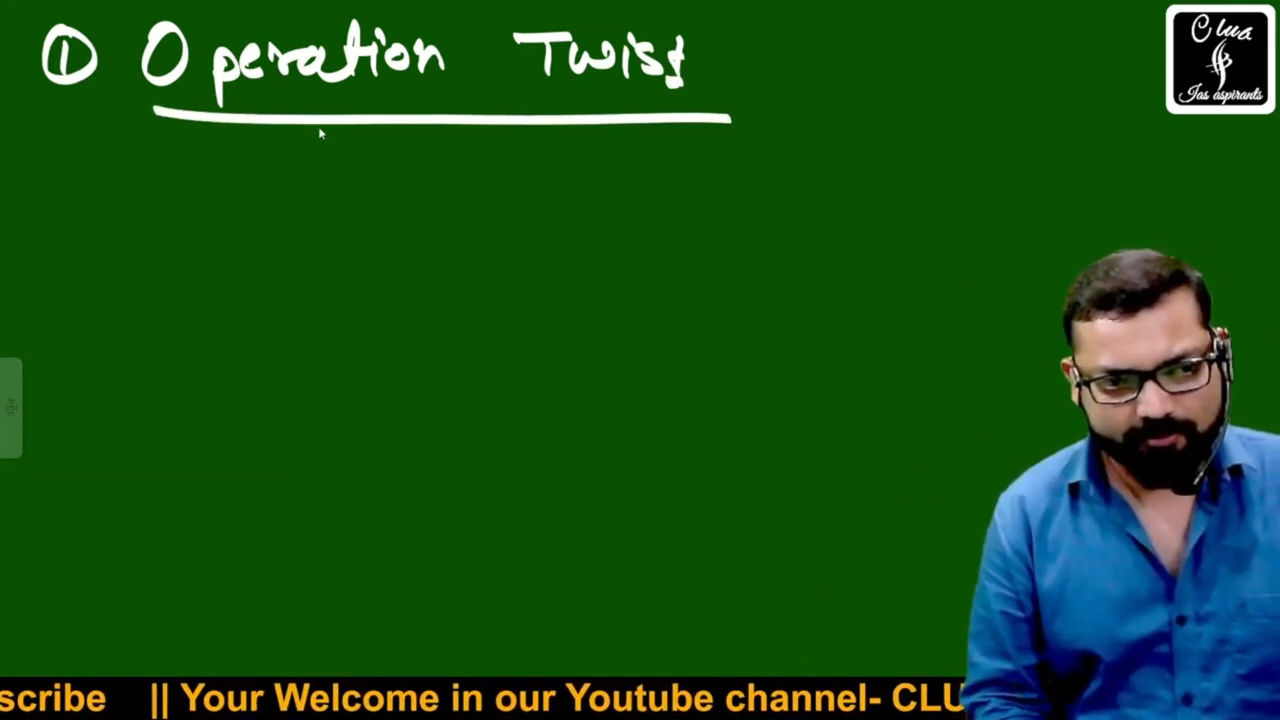 ① Operation Twist
Clua
Ias aspirants
scribe || Your Welcome in our Youtube channel- CLU